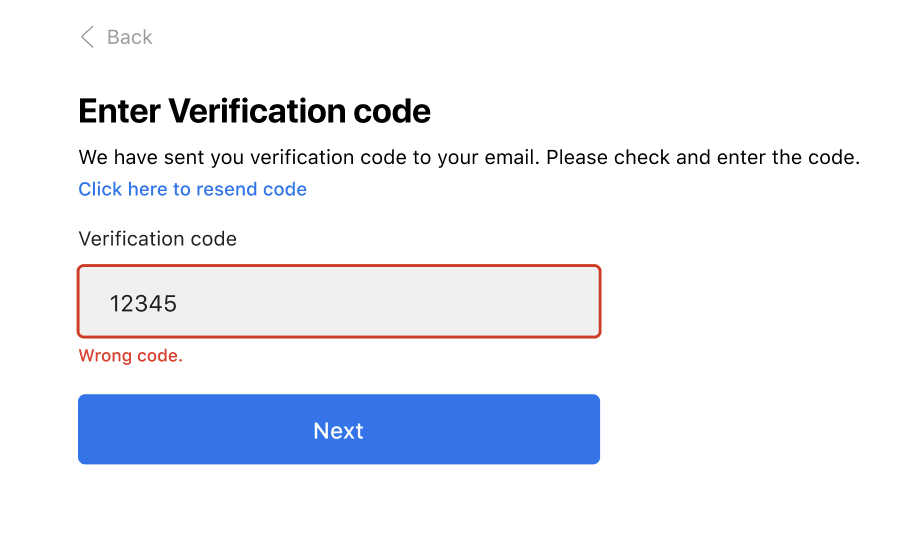 Back
Enter Verification code
We have sent you verification code to your email. Please check and enter the code.
Click here to resend code
Verification code
12345
Wrong code.
Next